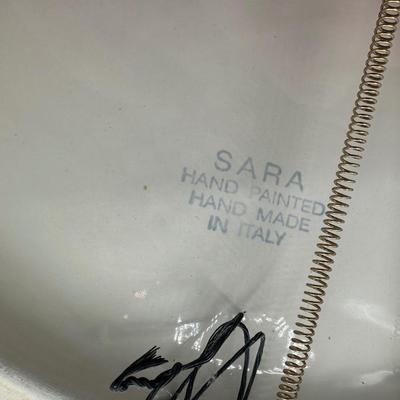 SARA
HAND PAINTED
HAND MADE
IN ITALY